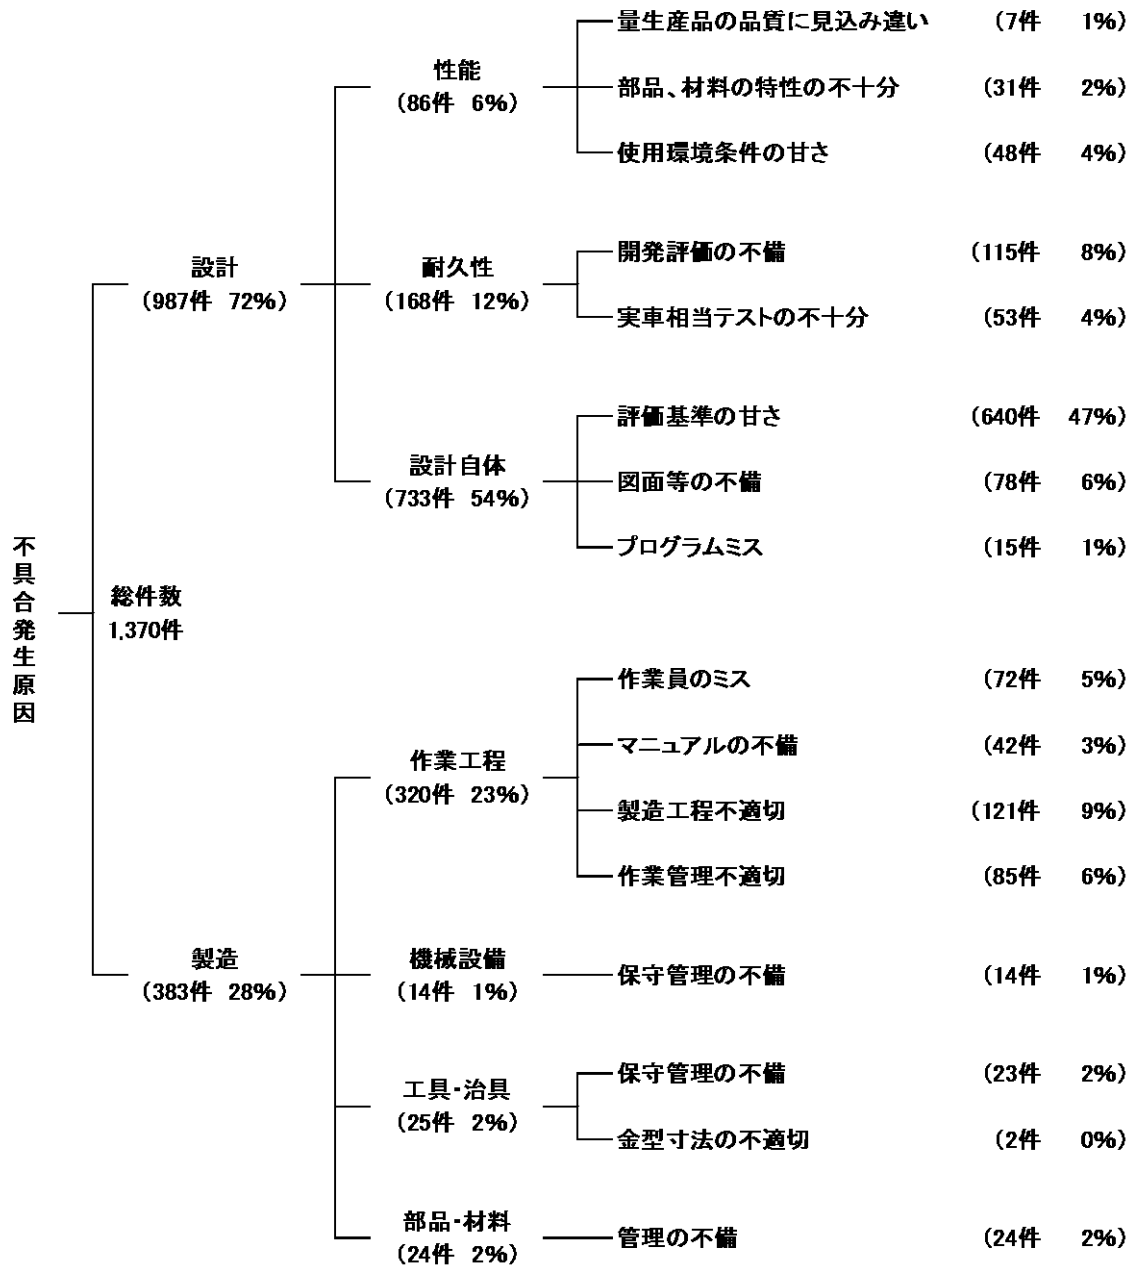 不具合発生原因
総件数
1,370件
設計
(987件 72%)
性能
(86件 6%)
量生産品の品質に見込み違い (7件 1%)
部品、材料の特性の不十分 (31件 2%)
使用環境条件の甘さ (48件 4%)
耐久性
(168件 12%)
開発評価の不備 (115件 8%)
実車相当テストの不十分 (53件 4%)
設計自体
(733件 54%)
評価基準の甘さ (640件 47%)
図面等の不備 (78件 6%)
プログラムミス (15件 1%)
製造
(383件 28%)
作業工程
(320件 23%)
作業員のミス (72件 5%)
マニュアルの不備 (42件 3%)
製造工程不適切 (121件 9%)
作業管理不適切 (85件 6%)
機械設備
(14件 1%)
保守管理の不備 (14件 1%)
工具・治具
(25件 2%)
保守管理の不備 (23件 2%)
金型寸法の不適切 (2件 0%)
部品・材料
(24件 2%)
管理の不備 (24件 2%)